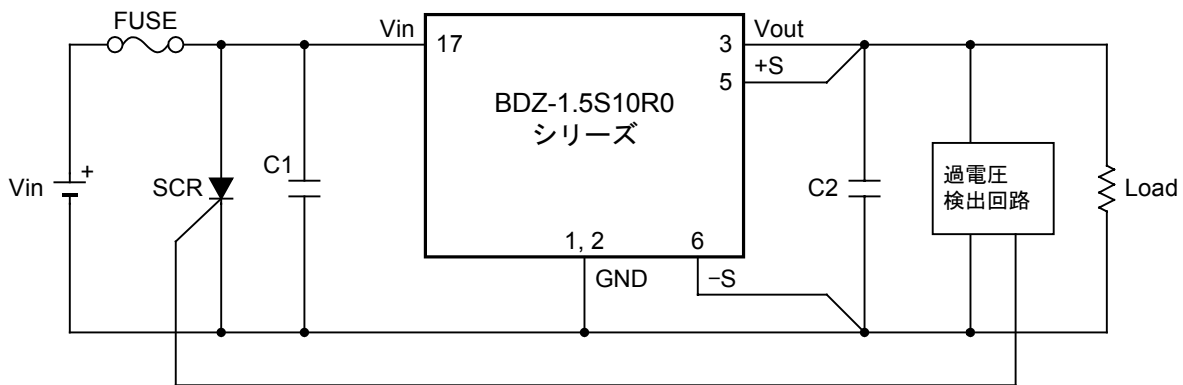 FUSE
Vin
17
3
Vout
5
+S
BDZ-1.5S10R0
シリーズ
Vin
+
SCR
C1
C2
過電圧
検出回路
Load
1, 2
6
GND
−S